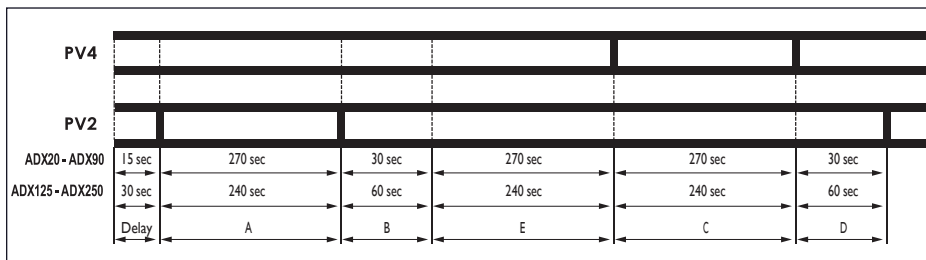 PV4
PV2
ADX20 - ADX90 15 sec 270 sec 30 sec 270 sec 270 sec 30 sec
ADX125 - ADX250 30 sec 240 sec 60 sec 240 sec 240 sec 60 sec
Delay A B E C D